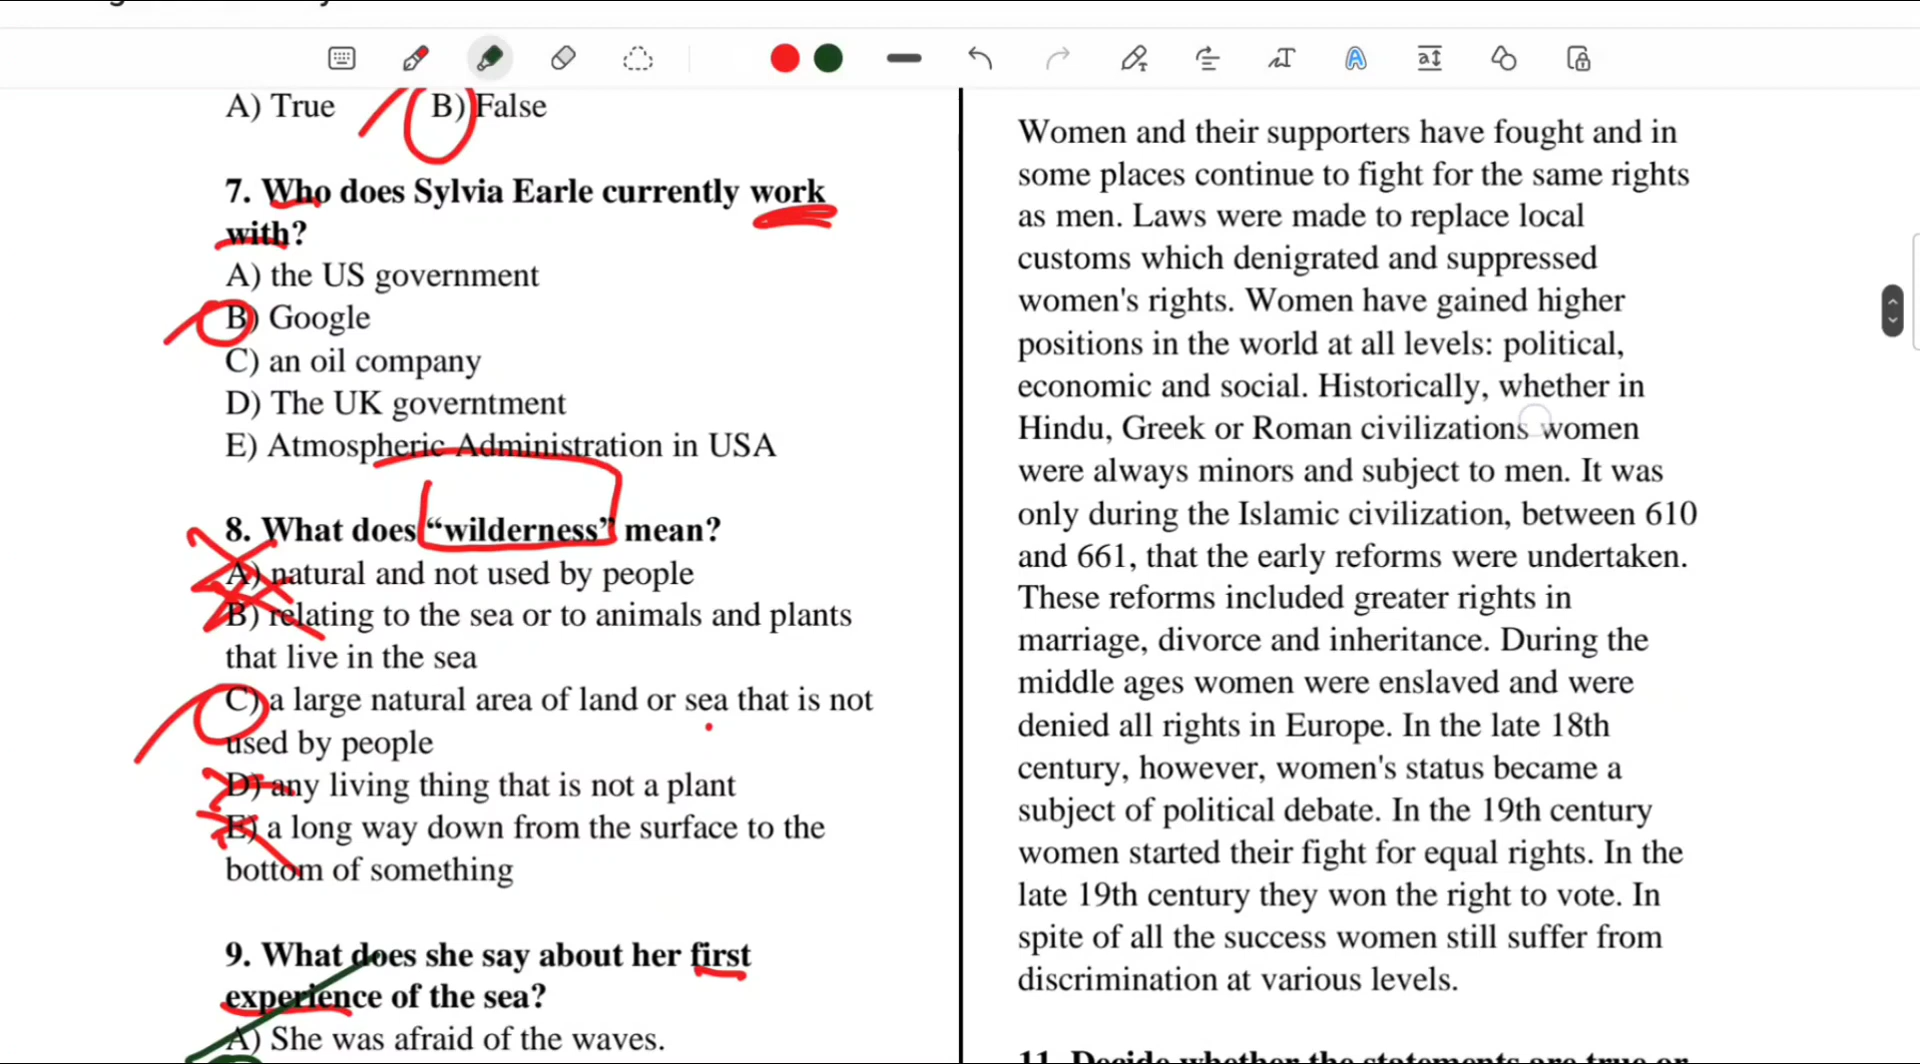 A) True B) False
7. Who does Sylvia Earle currently work
with?
A) the US government
B) Google
C) an oil company
D) The UK governtment
E) Atmospheric Administration in USA
8. What does “wilderness” mean?
A) natural and not used by people
B) relating to the sea or to animals and plants
that live in the sea
C) a large natural area of land or sea that is not
used by people
D) any living thing that is not a plant
E) a long way down from the surface to the
bottom of something
9. What does she say about her first
experience of the sea?
A) She was afraid of the waves.
Women and their supporters have fought and in
some places continue to fight for the same rights
as men. Laws were made to replace local
customs which denigrated and suppressed
women's rights. Women have gained higher
positions in the world at all levels: political,
economic and social. Historically, whether in
Hindu, Greek or Roman civilizations women
were always minors and subject to men. It was
only during the Islamic civilization, between 610
and 661, that the early reforms were undertaken.
These reforms included greater rights in
marriage, divorce and inheritance. During the
middle ages women were enslaved and were
denied all rights in Europe. In the late 18th
century, however, women's status became a
subject of political debate. In the 19th century
women started their fight for equal rights. In the
late 19th century they won the right to vote. In
spite of all the success women still suffer from
discrimination at various levels.
11. Decide whether the statements are true or